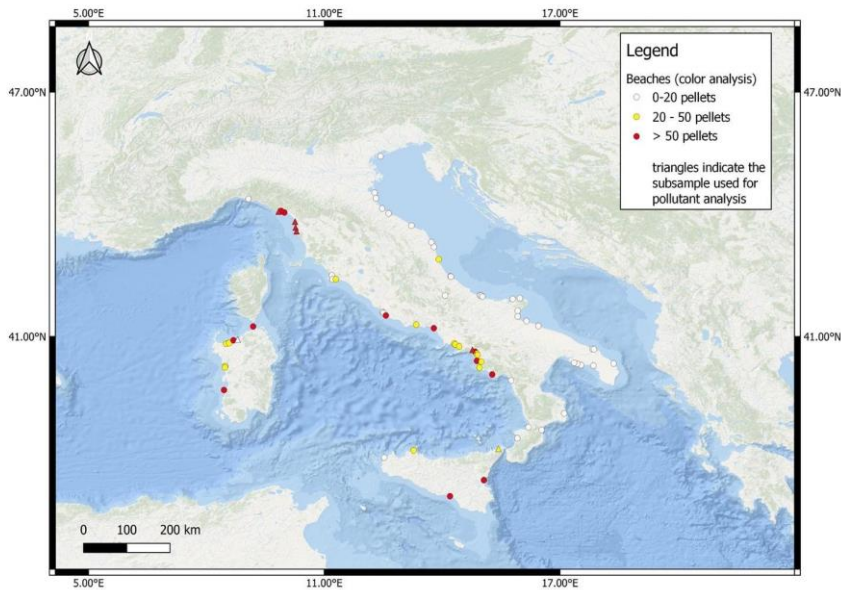 5.00°E 11.00°E 17.00°E
47.00°N 47.00°N
Legend
Beaches (color analysis)
0-20 pellets
20 - 50 pellets
> 50 pellets
triangles indicate the
subsample used for
pollutant analysis
41.00°N 41.00°N
0 100 200 km
5.00°E 11.00°E 17.00°E